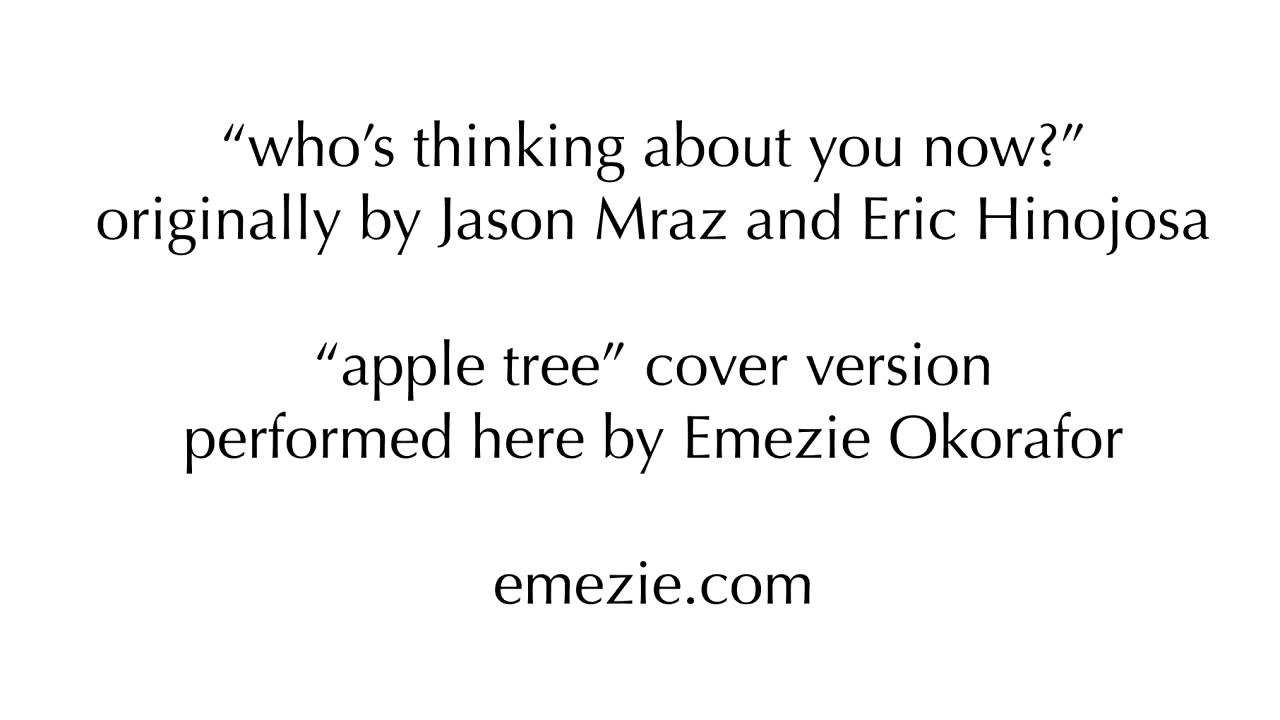 “who’s thinking about you now?”
originally by Jason Mraz and Eric Hinojosa
“apple tree” cover version
performed here by Emezie Okorafor
emezie.com